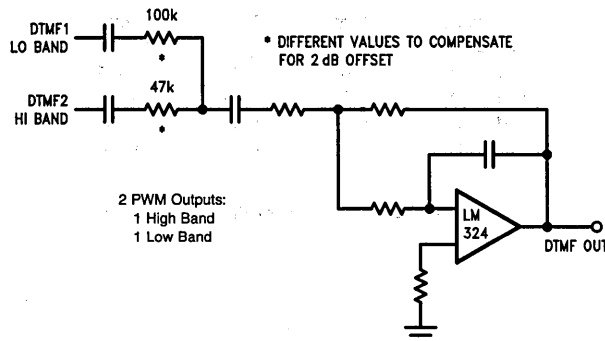 DTMF1
LO BAND
100k
*
* DIFFERENT VALUES TO COMPENSATE
FOR 2 dB OFFSET
DTMF2
HI BAND
47k
*
2 PWM Outputs:
1 High Band
1 Low Band
LM
324
DTMF OUT